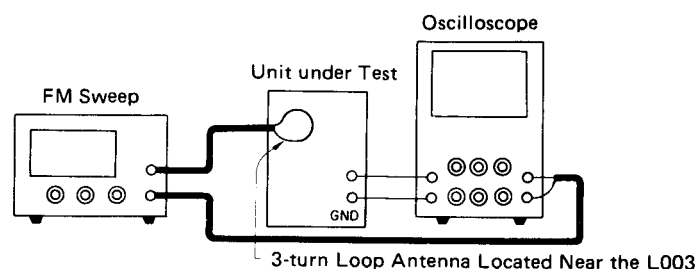 Oscilloscope
Unit under Test
FM Sweep
GND
3-turn Loop Antenna Located Near the L003